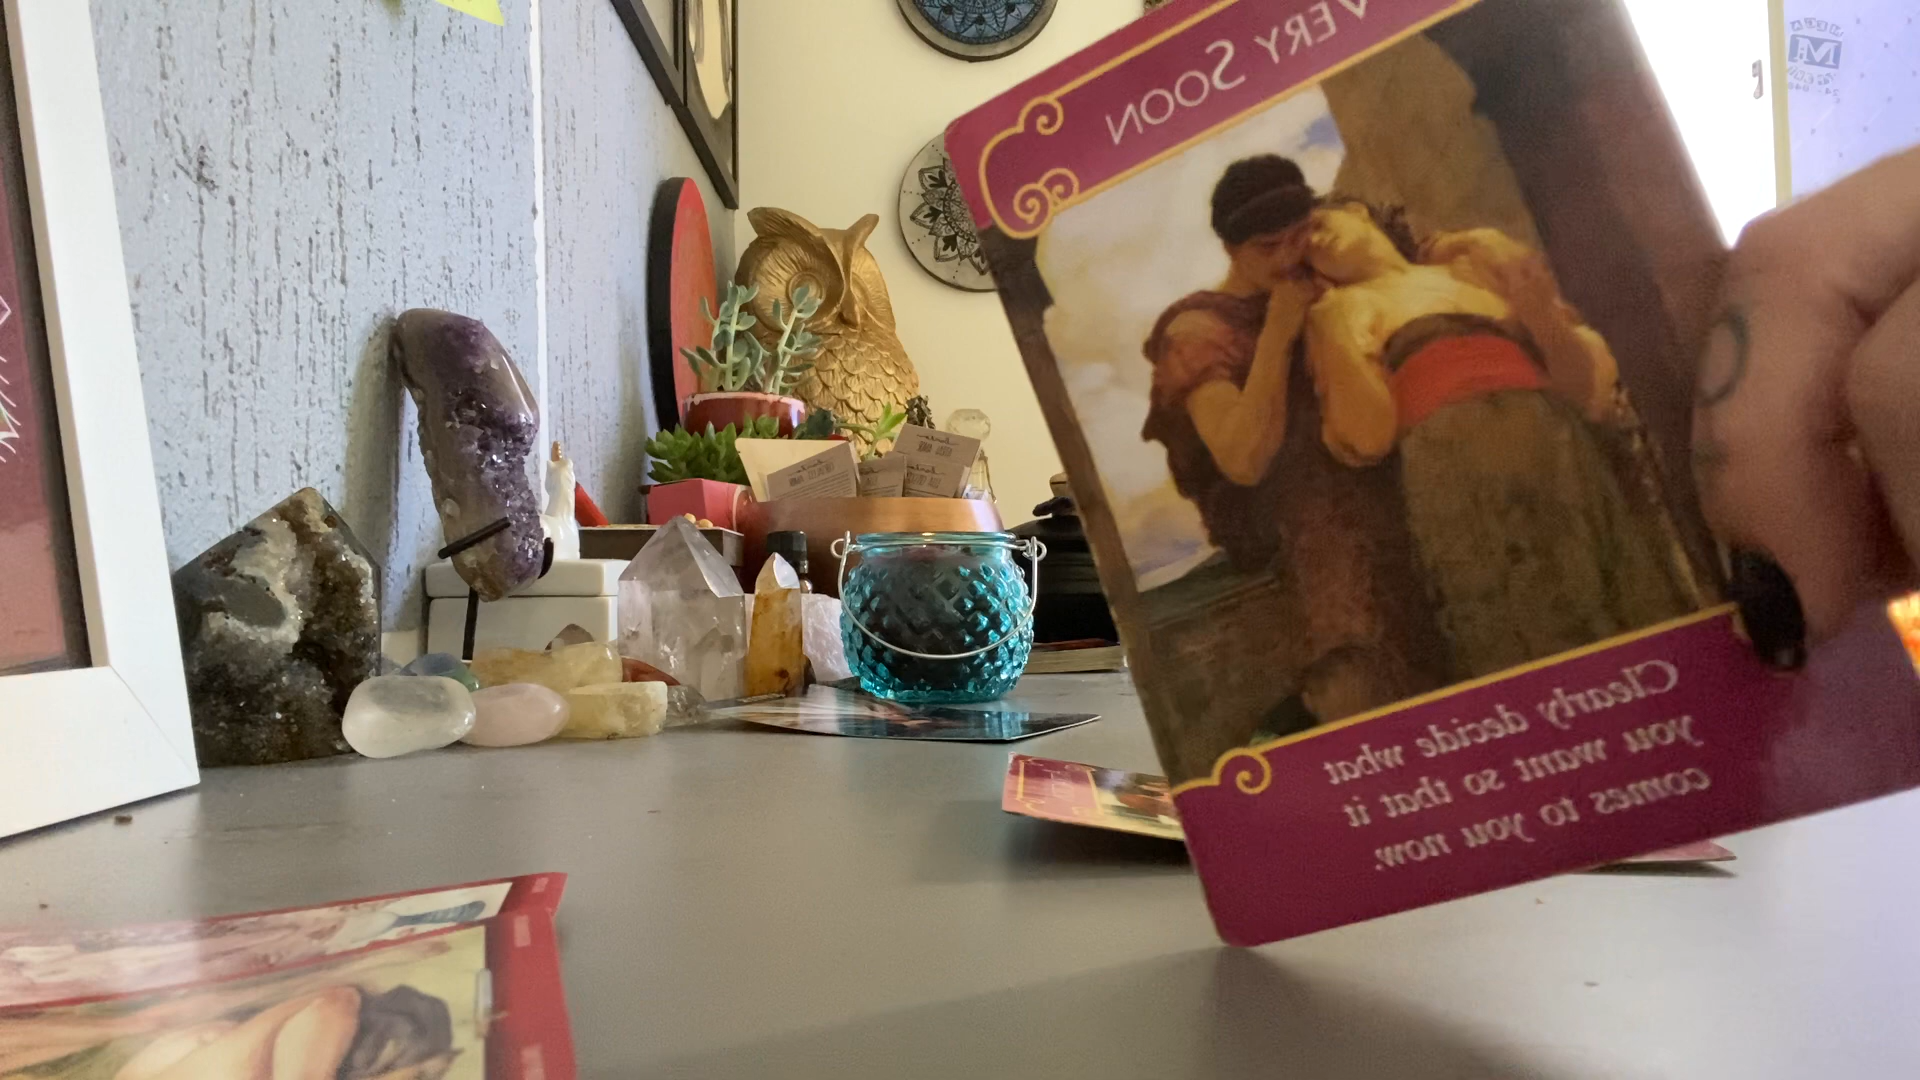 VERY SOON
Clearly decide what
you want so that it
comes to you now.